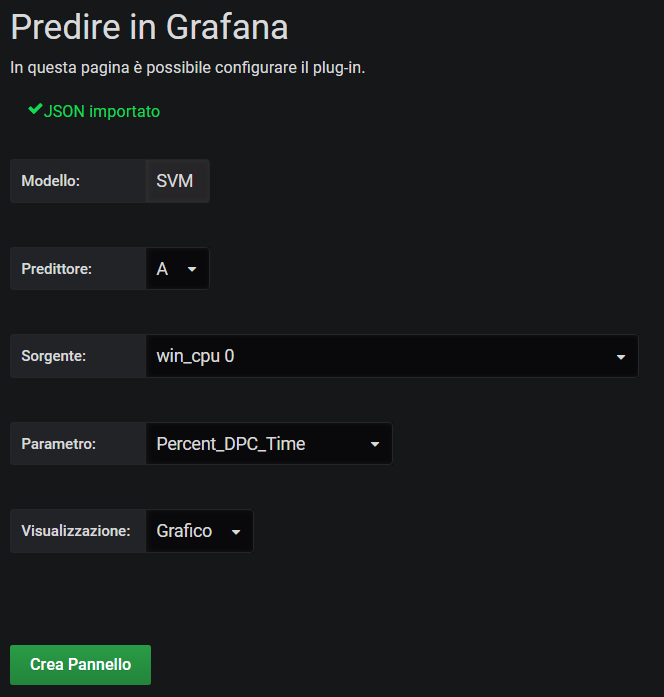 Predire in Grafana
In questa pagina è possibile configurare il plug-in.
JSON importato
Modello: SVM
Predittore: A
Sorgente: win_cpu 0
Parametro: Percent_DPC_Time
Visualizzazione: Grafico
Crea Pannello